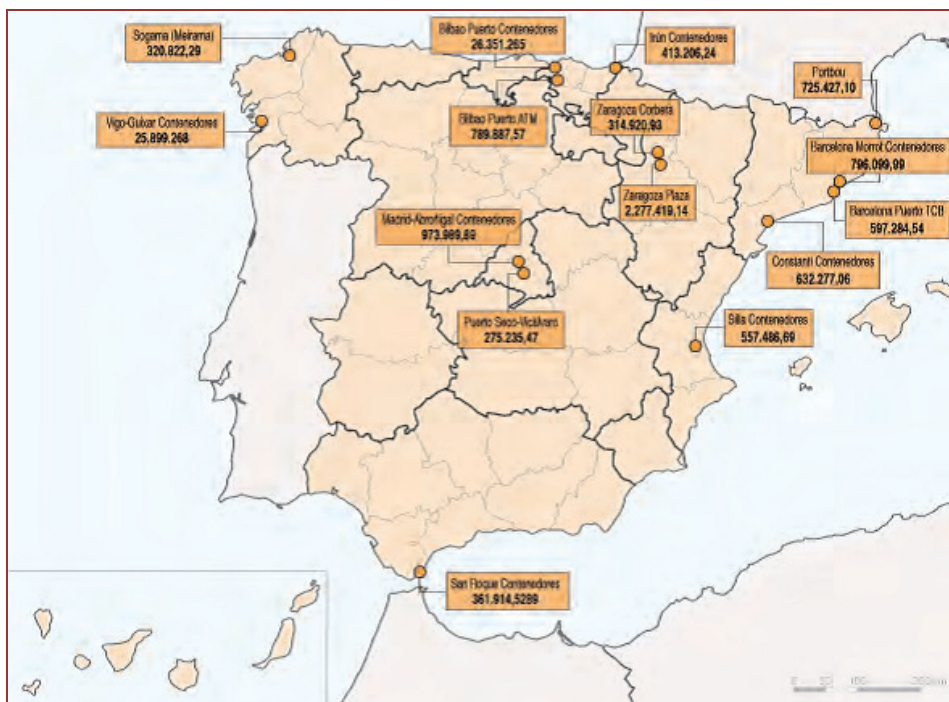 Sogama (Meirama)
320.822,29
Bilbao Puerto Contenedores
26.351.265
Irún Contenedores
413.206,24
Portbou
725.427,10
Vigo-Guixar Contenedores
25.899.268
Bilbao Puerto ATM
789.887,57
Zaragoza Corbeta
314.920,93
Barcelona Morrot Contenedores
796.099,99
Zaragoza Plaza
2.277.419,14
Barcelona Puerto TCB
597.284,54
Madrid-Abroñigal Contenedores
973.989,89
Constantí Contenedores
632.277,06
Puerto Seco-Vicálvaro
275.235,47
Silla Contenedores
557.486,69
San Roque Contenedores
361.914,5289